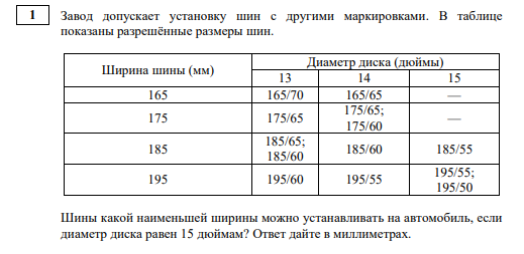 1
Завод допускает установку шин с другими маркировками. В таблице
показаны разрешённые размеры шин.
Ширина шины (мм)
Диаметр диска (дюймы)
13 14 15
165 165/70 165/65 —
175 175/65 175/65; —
175/60
185 185/65; 185/60 185/55
185/60
195 195/60 195/55 195/55;
195/50
Шины какой наименьшей ширины можно устанавливать на автомобиль, если
диаметр диска равен 15 дюймам? Ответ дайте в миллиметрах.